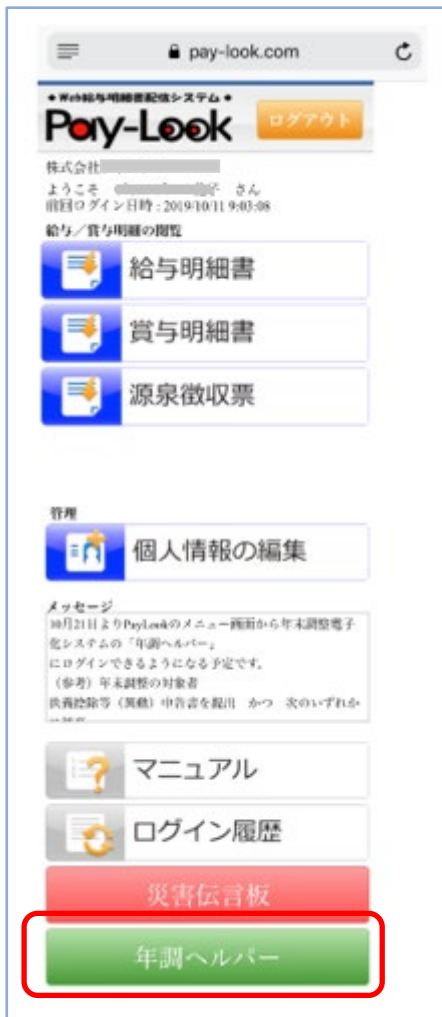 pay-look.com
◆Web給与明細書配信システム◆
Pay-Look
ログアウト
株式会社
ようこそ さん
前回ログイン日時 : 2019/10/11 9:03:08
給与／賞与明細の閲覧
給与明細書
賞与明細書
源泉徴収票
管理
個人情報の編集
メッセージ
10月21日よりPayLookのメニュー画面から年末調整電子
化システムの「年調ヘルパー」
にログインできるようになる予定です。
（参考）年末調整の対象者
扶養控除等（異動）申告書を提出 かつ 次のいずれか
マニュアル
ログイン履歴
災害伝言板
年調ヘルパー